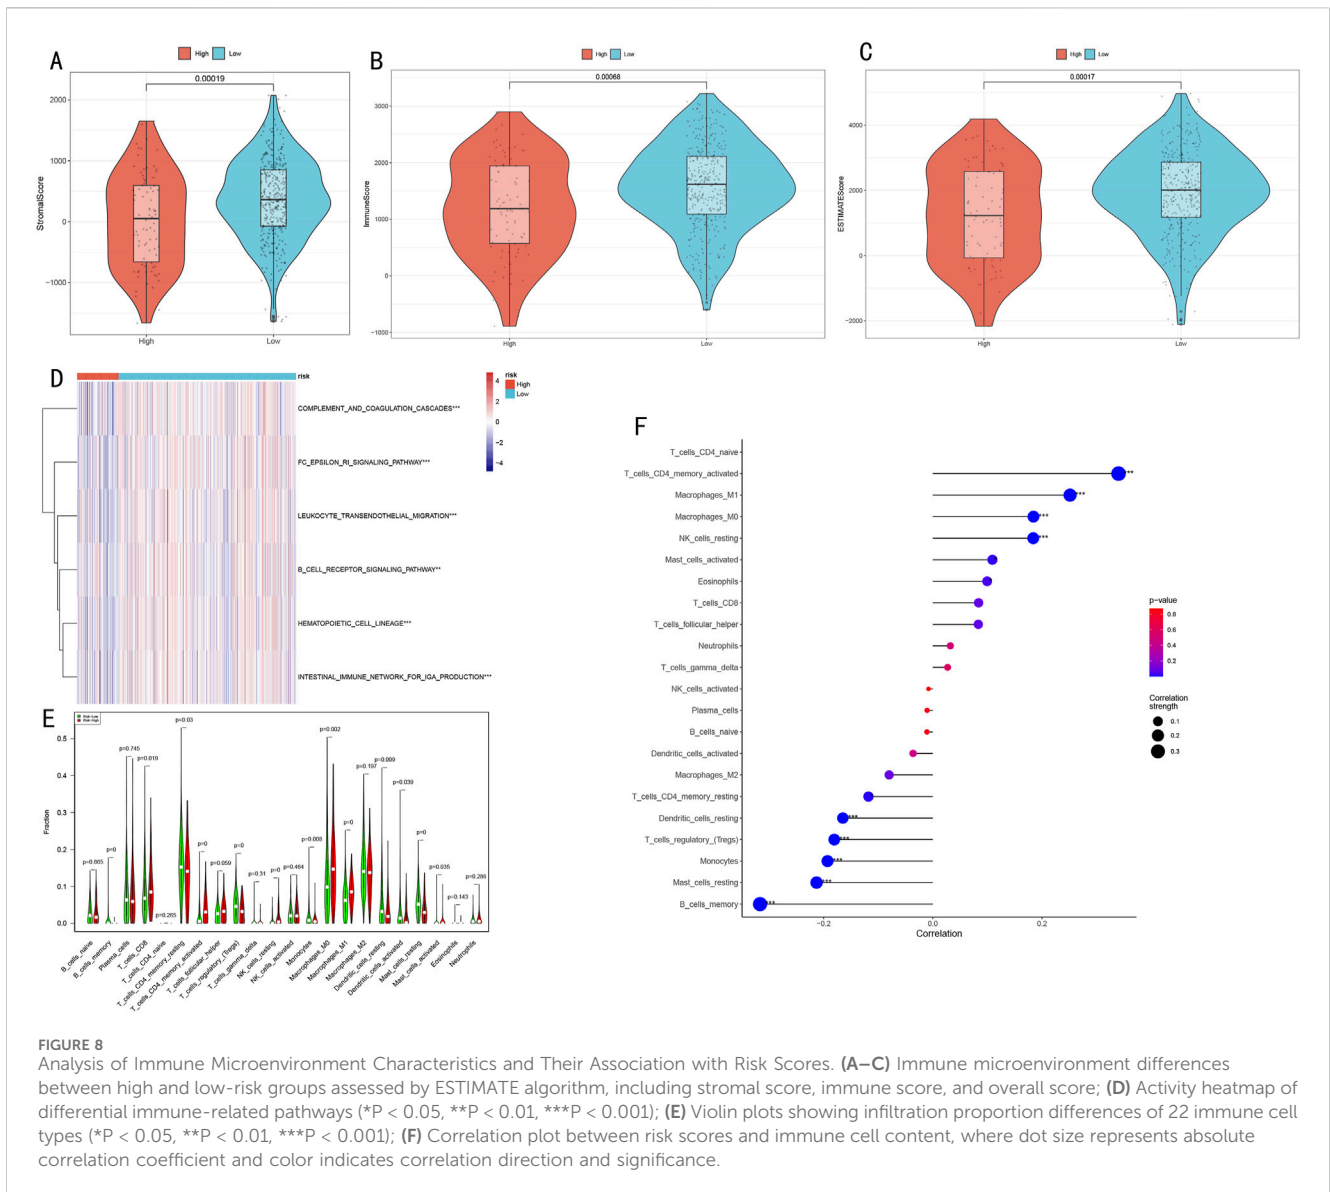 A
High
Low
0.00019
StromalScore
2000
1000
0
−1000
High
Low
B
High
Low
0.00068
ImmuneScore
3000
2000
1000
0
−1000
High
Low
C
High
Low
0.00017
ESTIMATEScore
4000
2000
0
−2000
High
Low
D
risk
COMPLEMENT_AND_COAGULATION_CASCADES***
FC_EPSILON_RI_SIGNALING_PATHWAY***
LEUKOCYTE_TRANSENDOTHELIAL_MIGRATION***
B_CELL_RECEPTOR_SIGNALING_PATHWAY**
HEMATOPOIETIC_CELL_LINEAGE***
INTESTINAL_IMMUNE_NETWORK_FOR_IGA_PRODUCTION***
4
2
0
−2
−4
risk
High
Low
E
Risk-Low
Risk-High
Fraction
0.5
0.4
0.3
0.2
0.1
0.0
p=0.865
p=0
p=0.745
p=0.019
p=0.265
p=0.03
p=0
p=0.059
p=0
p=0.31
p=0
p=0.464
p=0.008
p=0.002
p=0
p=0.197
p=0.009
p=0.039
p=0
p=0.035
p=0.143
p=0.286
B_cells_naive
B_cells_memory
Plasma_cells
T_cells_CD8
T_cells_CD4_naive
T_cells_CD4_memory_resting
T_cells_CD4_memory_activated
T_cells_follicular_helper
T_cells_regulatory_(Tregs)
T_cells_gamma_delta
NK_cells_resting
NK_cells_activated
Monocytes
Macrophages_M0
Macrophages_M1
Macrophages_M2
Dendritic_cells_resting
Dendritic_cells_activated
Mast_cells_resting
Mast_cells_activated
Eosinophils
Neutrophils
F
T_cells_CD4_naive
T_cells_CD4_memory_activated ***
Macrophages_M1 ***
Macrophages_M0 ***
NK_cells_resting ***
Mast_cells_activated
Eosinophils
T_cells_CD8
T_cells_follicular_helper
Neutrophils
T_cells_gamma_delta
NK_cells_activated
Plasma_cells
B_cells_naive
Dendritic_cells_activated
Macrophages_M2
T_cells_CD4_memory_resting
Dendritic_cells_resting ***
T_cells_regulatory_(Tregs) ***
Monocytes ***
Mast_cells_resting ***
B_cells_memory ***
−0.2
0.0
0.2
Correlation
p-value
0.8
0.6
0.4
0.2
Correlation
strength
0.1
0.2
0.3
FIGURE 8
Analysis of Immune Microenvironment Characteristics and Their Association with Risk Scores. (A–C) Immune microenvironment differences
between high and low-risk groups assessed by ESTIMATE algorithm, including stromal score, immune score, and overall score; (D) Activity heatmap of
differential immune-related pathways (*P < 0.05, **P < 0.01, ***P < 0.001); (E) Violin plots showing infiltration proportion differences of 22 immune cell
types (*P < 0.05, **P < 0.01, ***P < 0.001); (F) Correlation plot between risk scores and immune cell content, where dot size represents absolute
correlation coefficient and color indicates correlation direction and significance.